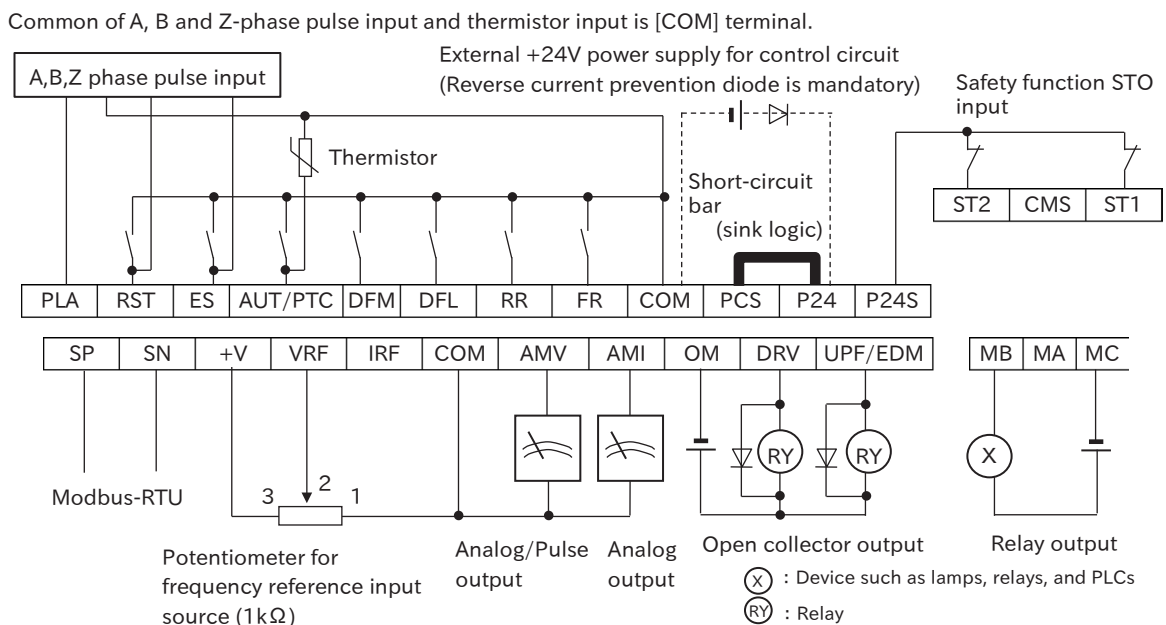 Common of A, B and Z-phase pulse input and thermistor input is [COM] terminal.
A,B,Z phase pulse input
External +24V power supply for control circuit
(Reverse current prevention diode is mandatory)
Safety function STO
input
Thermistor
Short-circuit
bar
(sink logic)
ST2 CMS ST1
PLA RST ES AUT/PTC DFM DFL RR FR COM PCS P24 P24S
SP SN +V VRF IRF COM AMV AMI OM DRV UPF/EDM MB MA MC
RY RY X
Modbus-RTU
3 2 1
Potentiometer for
frequency reference input
source (1kΩ)
Analog/Pulse
output
Analog
output
Open collector output
Relay output
X : Device such as lamps, relays, and PLCs
RY : Relay